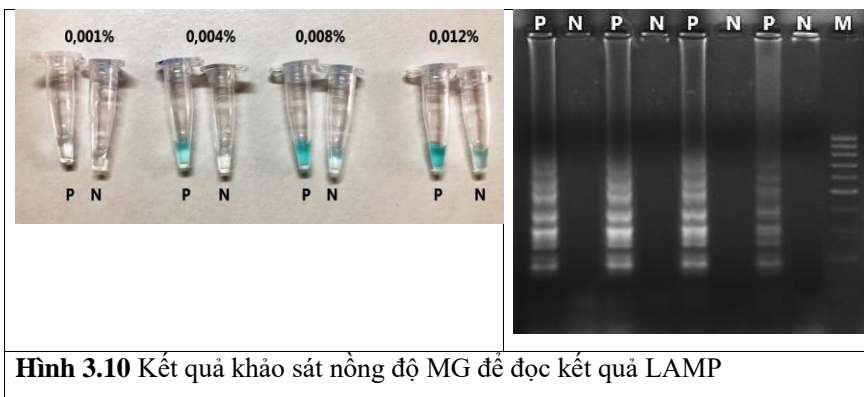 0,001% 0,004% 0,008% 0,012%
P N P N P N P N
P N P N P N P N M
Hình 3.10 Kết quả khảo sát nồng độ MG để đọc kết quả LAMP